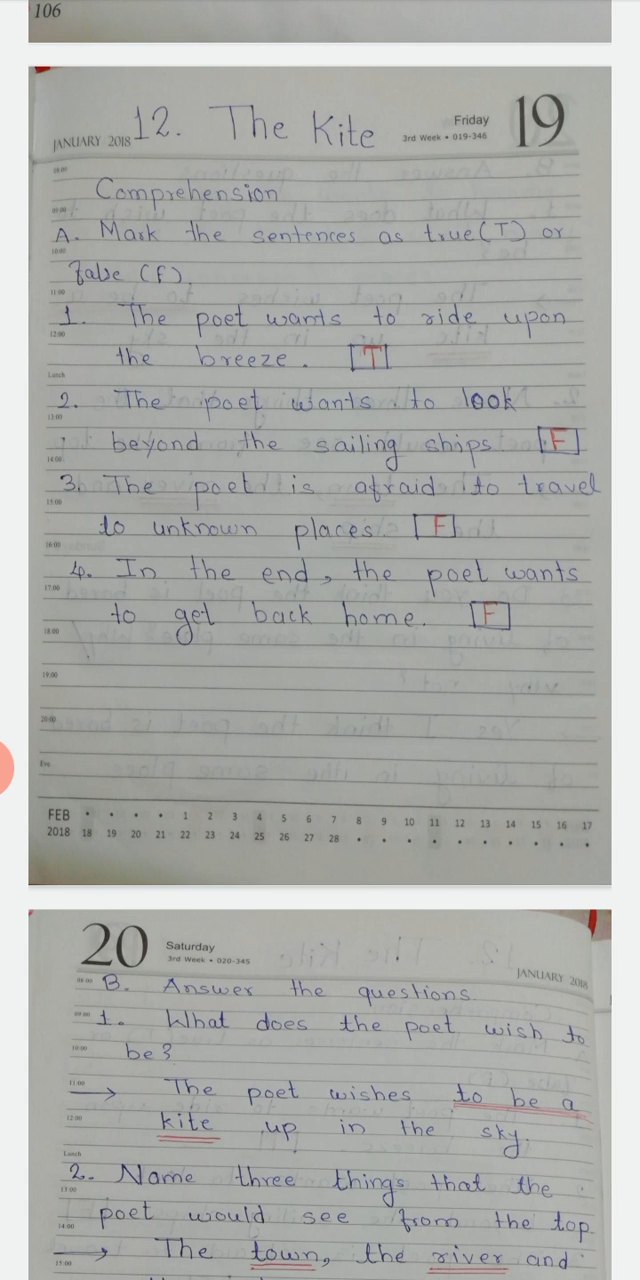 106
JANUARY 2018 12. The Kite Friday 3rd Week • 019-346 19
Comprehension
A. Mark the sentences as true(T) or
false (F).
1. The poet wants to ride upon
the breeze. [T]
2. The poet wants to look
beyond the sailing ships [F]
3. The poet is afraid to travel
to unknown places. [F]
4. In the end, the poet wants
to get back home. [F]
FEB • • • • 1 2 3 4 5 6 7 8 9 10 11 12 13 14 15 16 17
2018 18 19 20 21 22 23 24 25 26 27 28 • • • • • • • • • •
20 Saturday 3rd Week • 020-345 JANUARY 2018
B. Answer the questions.
1. What does the poet wish to
be?
→ The poet wishes to be a
kite up in the sky.
2. Name three things that the
poet would see from the top
→ The town, the river and